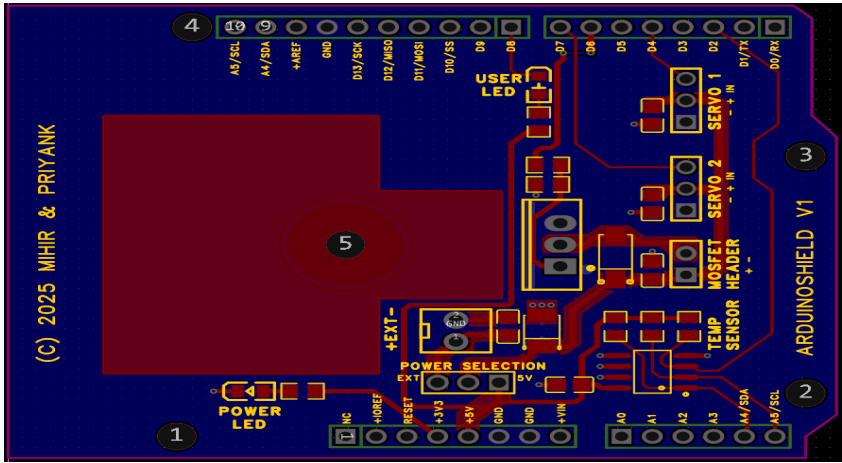 4
10
9
A5/SCL
A4/SDA
+AREF
GND
D13/SCK
D12/MISO
D11/MOSI
D10/SS
D9
D8
D7
D6
D5
D4
D3
D2
D1/TX
D0/RX
USER
LED
+
SERVO 1
- + IN
3
SERVO 2
- + IN
(C) 2025 MIHIR & PRIYANK
5
MOSFET
HEADER
+ -
ARDUINOSHIELD V1
+EXT-
2
GND
1
TEMP
SENSOR
POWER SELECTION
EXT
5V
POWER
LED
2
1
NC
1
+IOREF
RESET
+3V3
+5V
GND
GND
+VIN
A0
A1
A2
A3
A4/SDA
A5/SCL